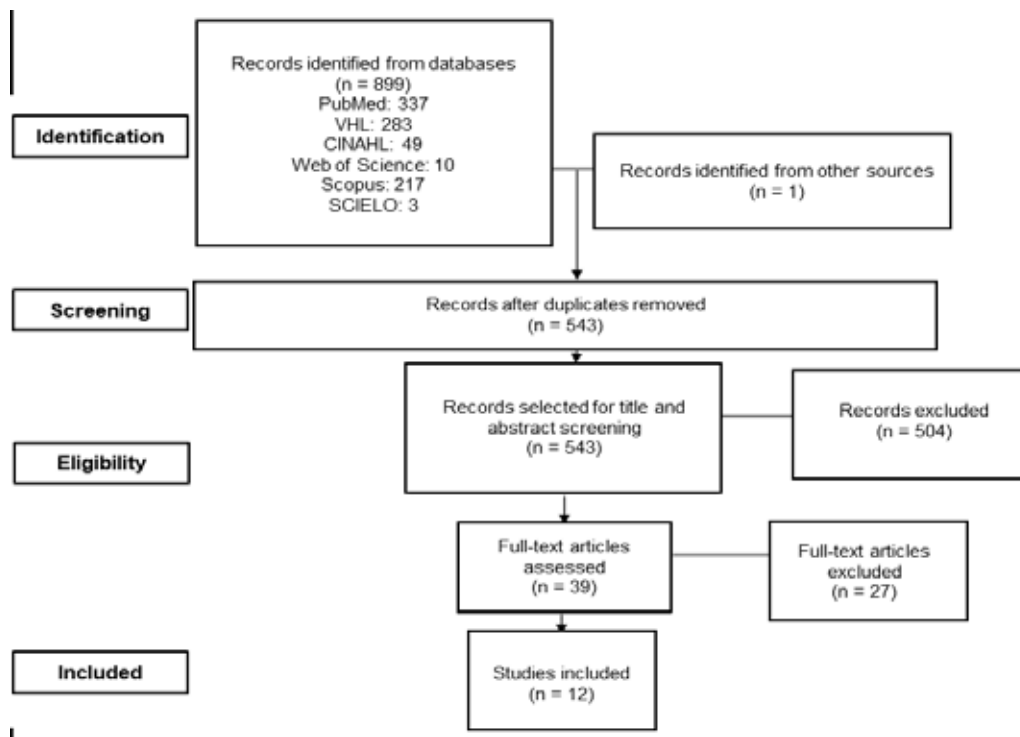 Identification
Records identified from databases
(n = 899)
PubMed: 337
VHL: 283
CINAHL: 49
Web of Science: 10
Scopus: 217
SCIELO: 3
Records identified from other sources
(n = 1)
Screening
Records after duplicates removed
(n = 543)
Eligibility
Records selected for title and
abstract screening
(n = 543)
Records excluded
(n = 504)
Full-text articles
assessed
(n = 39)
Full-text articles
excluded
(n = 27)
Included
Studies included
(n = 12)